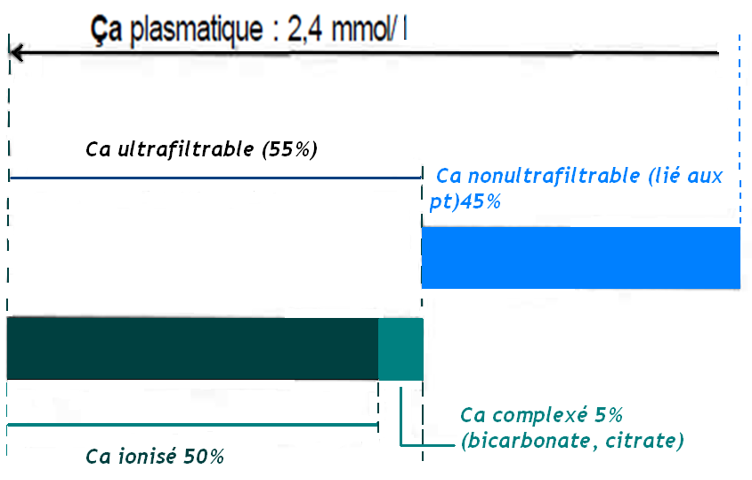 Ça plasmatique : 2,4 mmol/ l
Ca ultrafiltrable (55%)
Ca nonultrafiltrable (lié aux
pt)45%
Ca complexé 5%
(bicarbonate, citrate)
Ca ionisé 50%